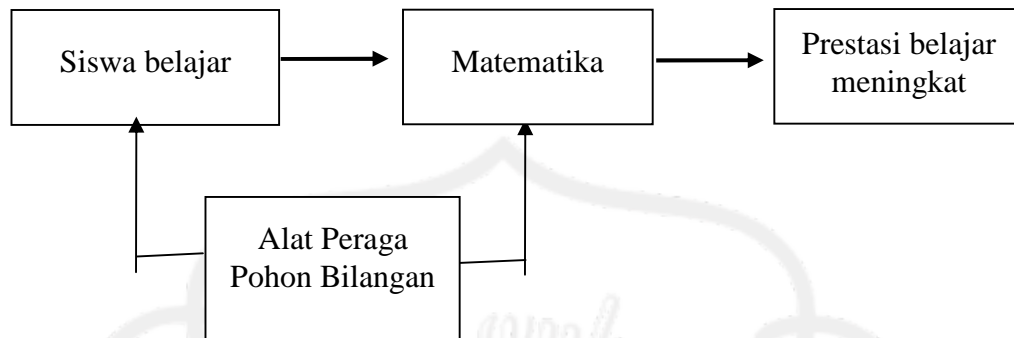 Siswa belajar
Matematika
Prestasi belajar
meningkat
Alat Peraga
Pohon Bilangan